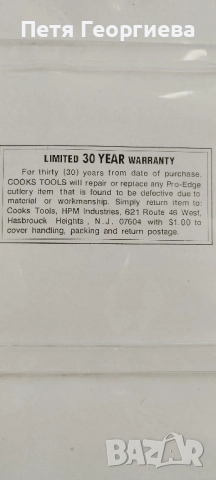 Петя Георгиева
LIMITED 30 YEAR WARRANTY
For thirty (30) years from date of purchase,
COOKS TOOLS will repair or replace any Pro-Edge
cutlery item that is found to be defective due to
material or workmanship. Simply return item to:
Cooks Tools, HPM Industries, 621 Route 46 West,
Hasbrouck Heights, N.J. 07604 with $1.00 to
cover handling, packing and return postage.
BAZAR.bg